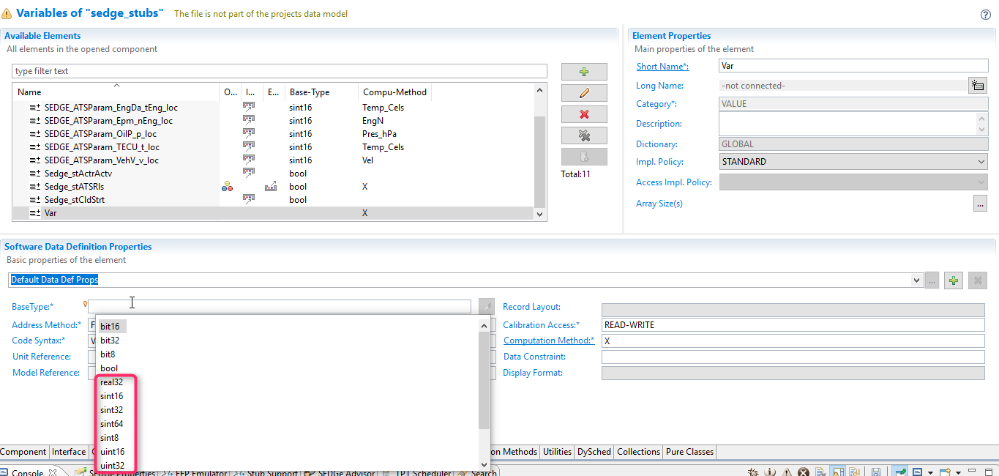 Variables of "sedge_stubs" The file is not part of the projects data model
Available Elements
All elements in the opened component
type filter text
Name O... I... E... Base-Type Compu-Method
SEDGE_ATSParam_EngDa_tEng_loc sint16 Temp_Cels
SEDGE_ATSParam_Epm_nEng_loc sint16 EngN
SEDGE_ATSParam_OilP_p_loc sint16 Pres_hPa
SEDGE_ATSParam_TECU_t_loc sint16 Temp_Cels
SEDGE_ATSParam_VehV_v_loc sint16 Vel
Sedge_stActrActv bool
Sedge_stATSRls bool X
Sedge_stCldStrt bool
Var X
Total:11
Element Properties
Main properties of the element
Short Name*: Var
Long Name: -not connected-
Category*: VALUE
Description:
Dictionary: GLOBAL
Impl. Policy: STANDARD
Access Impl. Policy:
Array Size(s) ...
Software Data Definition Properties
Basic properties of the element
Default Data Def Props ...
BaseType:*
Address Method:* F
Code Syntax:* V
Unit Reference:
Model Reference:
bit16
bit32
bit8
bool
real32
sint16
sint32
sint64
sint8
uint16
uint32
Record Layout:
Calibration Access:* READ-WRITE
Computation Method:* X
Data Constraint:
Display Format:
Component Interface on Methods Utilities DySched Collections Pure Classes
Console SEDGe Properties EEP Emulator Stub Support SEDGe Advisor TPT Scheduler Search